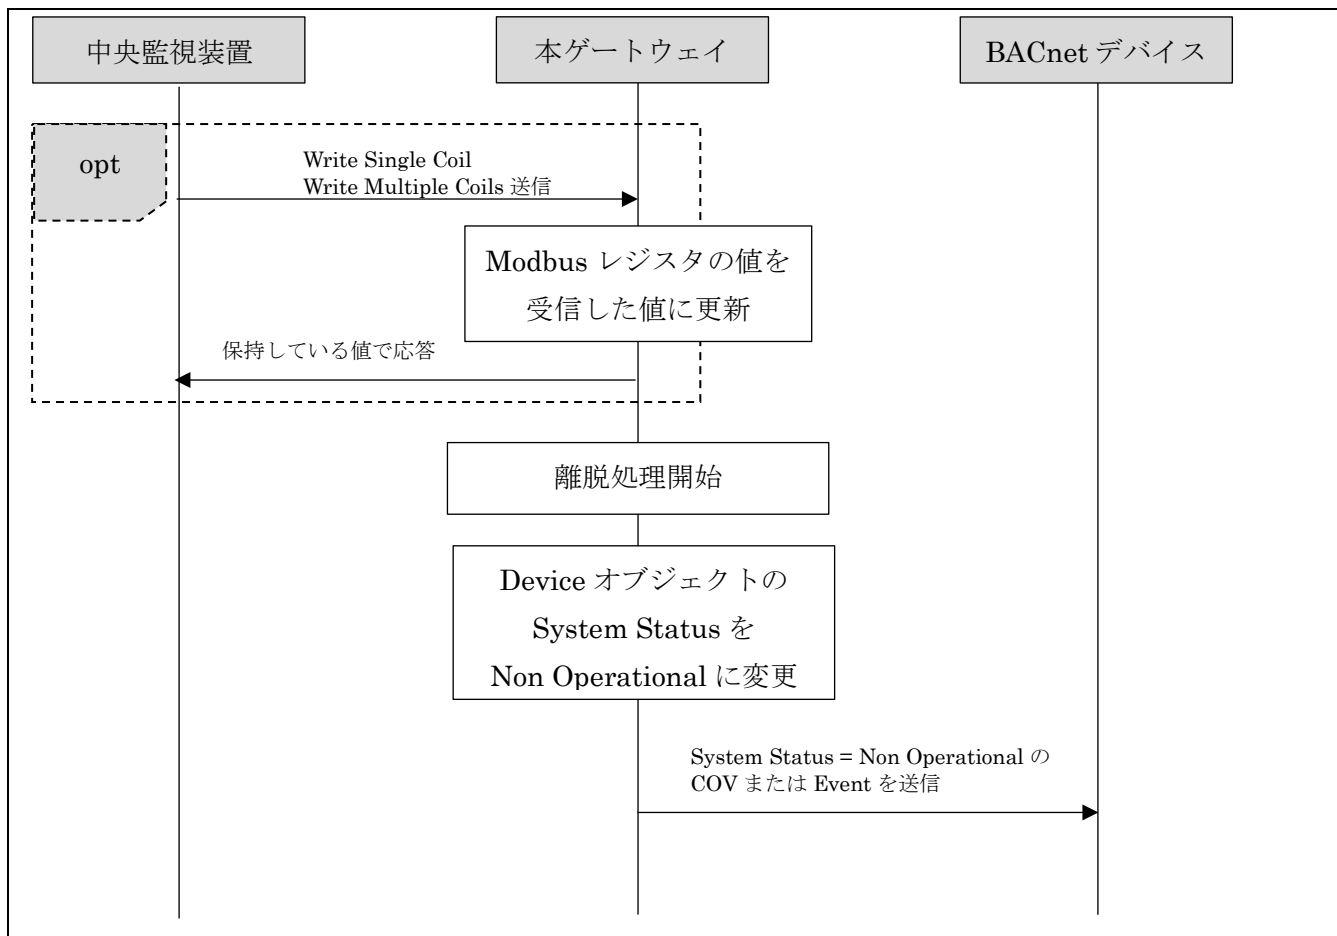 中央監視装置
本ゲートウェイ
BACnet デバイス
opt
Write Single Coil
Write Multiple Coils 送信
Modbus レジスタの値を
受信した値に更新
保持している値で応答
離脱処理開始
Device オブジェクトの
System Status を
Non Operational に変更
System Status = Non Operational の
COV または Event を送信